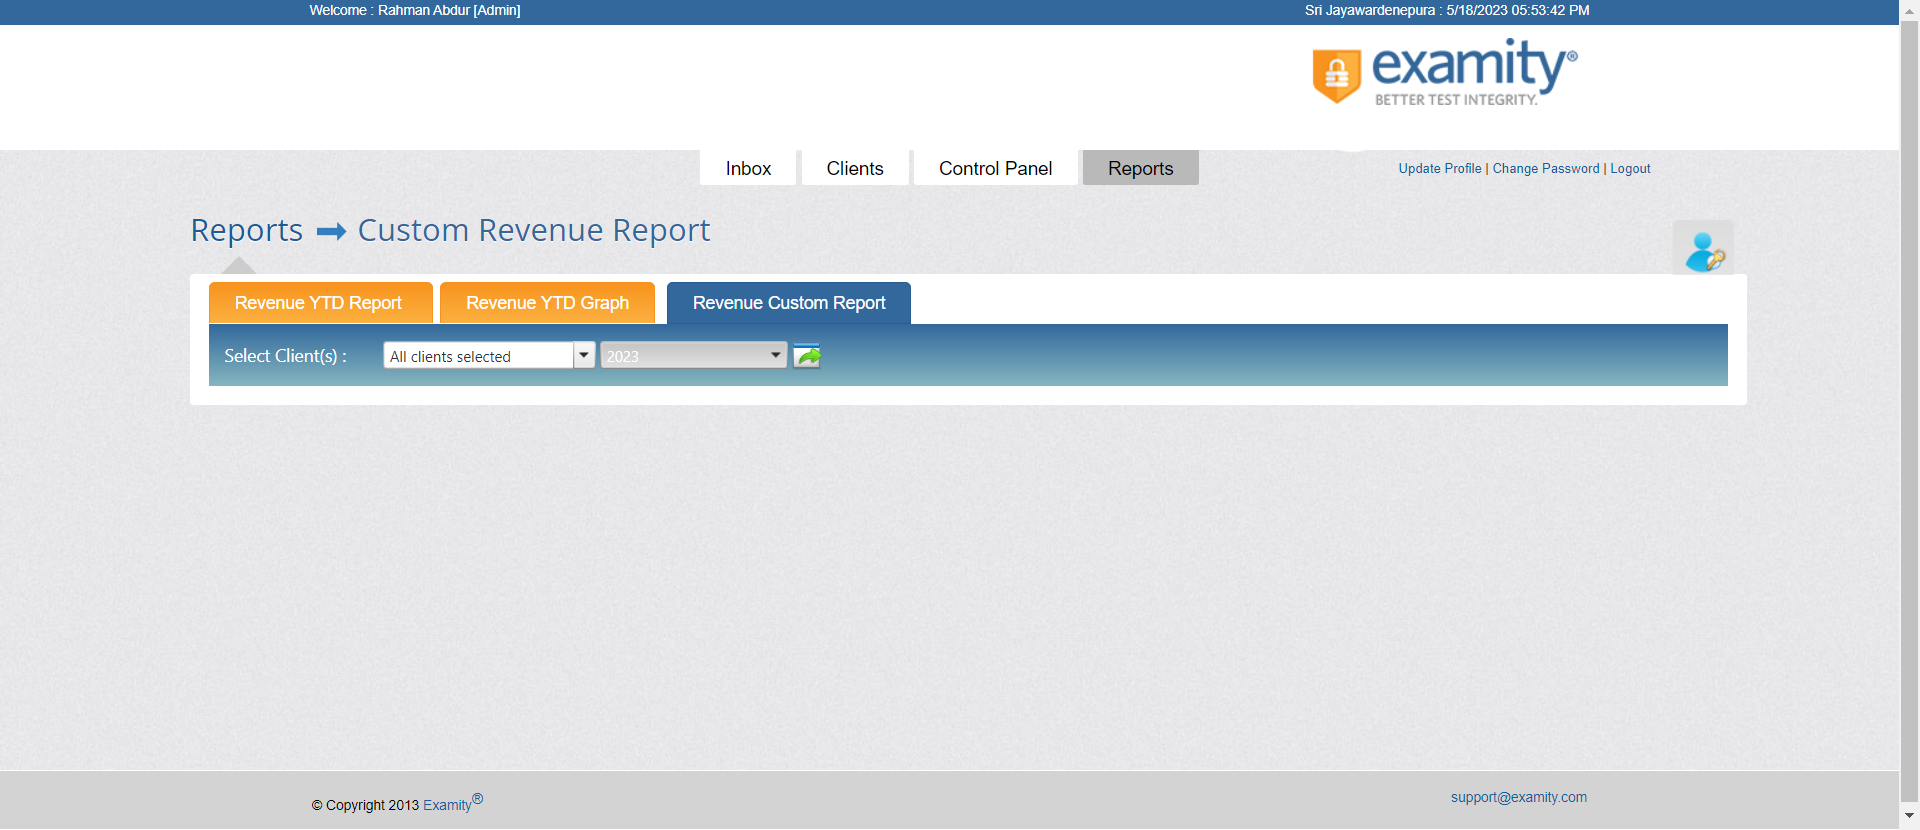 Welcome : Rahman Abdur [Admin]
Sri Jayawardenepura : 5/18/2023 05:53:42 PM
examity®
BETTER TEST INTEGRITY.
Inbox Clients Control Panel Reports
Update Profile | Change Password | Logout
Reports ➡ Custom Revenue Report
Revenue YTD Report Revenue YTD Graph Revenue Custom Report
Select Client(s) : All clients selected 2023
© Copyright 2013 Examity®
support@examity.com